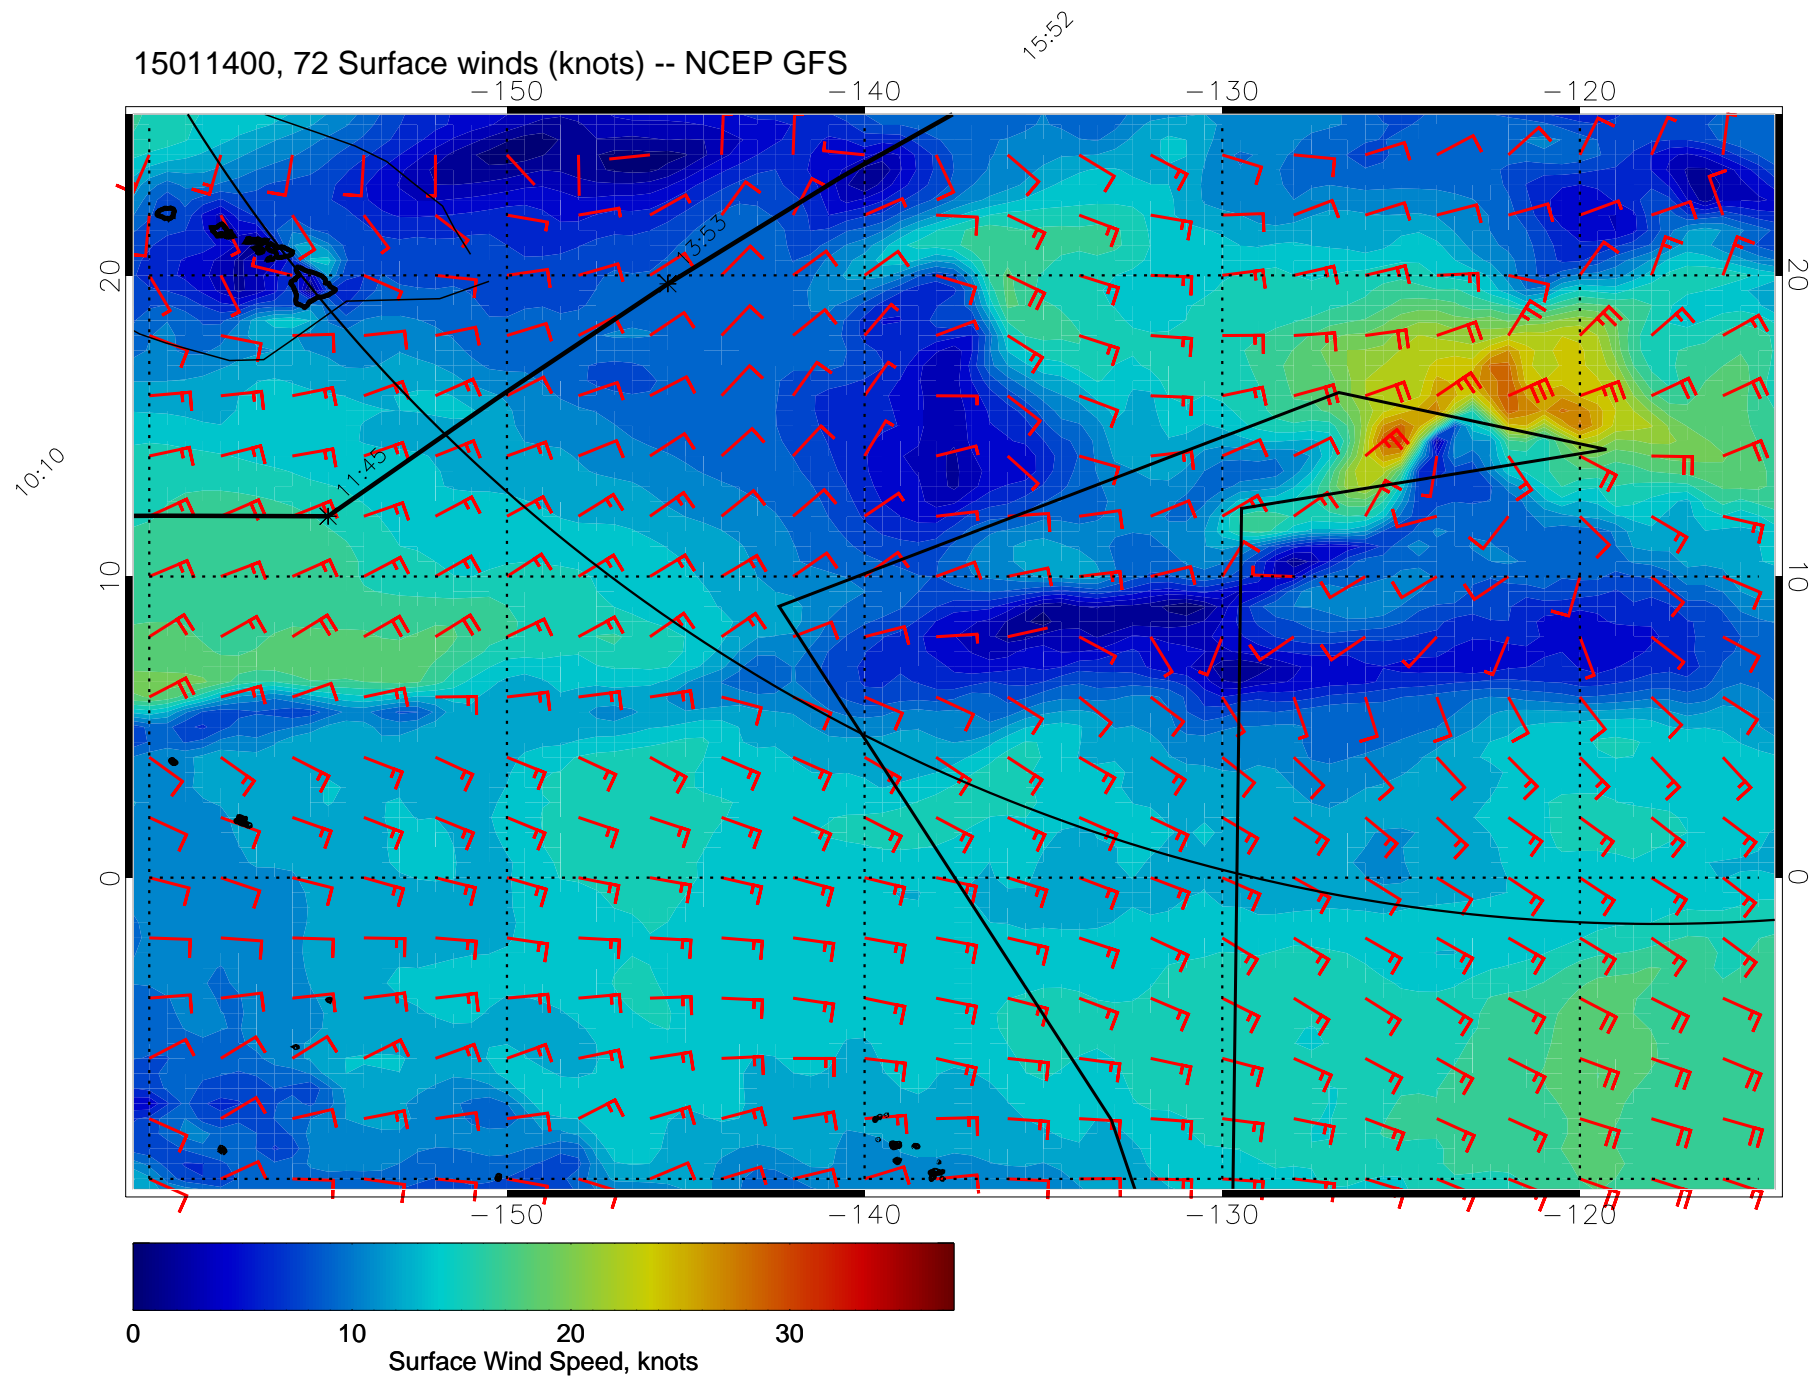 15:52
15011400, 72 Surface winds (knots) -- NCEP GFS
-150 -140 -130 -120
13:53
20 20
11:45
10:10
10 10
0 0
-150 -140 -130 -120
0 10 20 30
Surface Wind Speed, knots